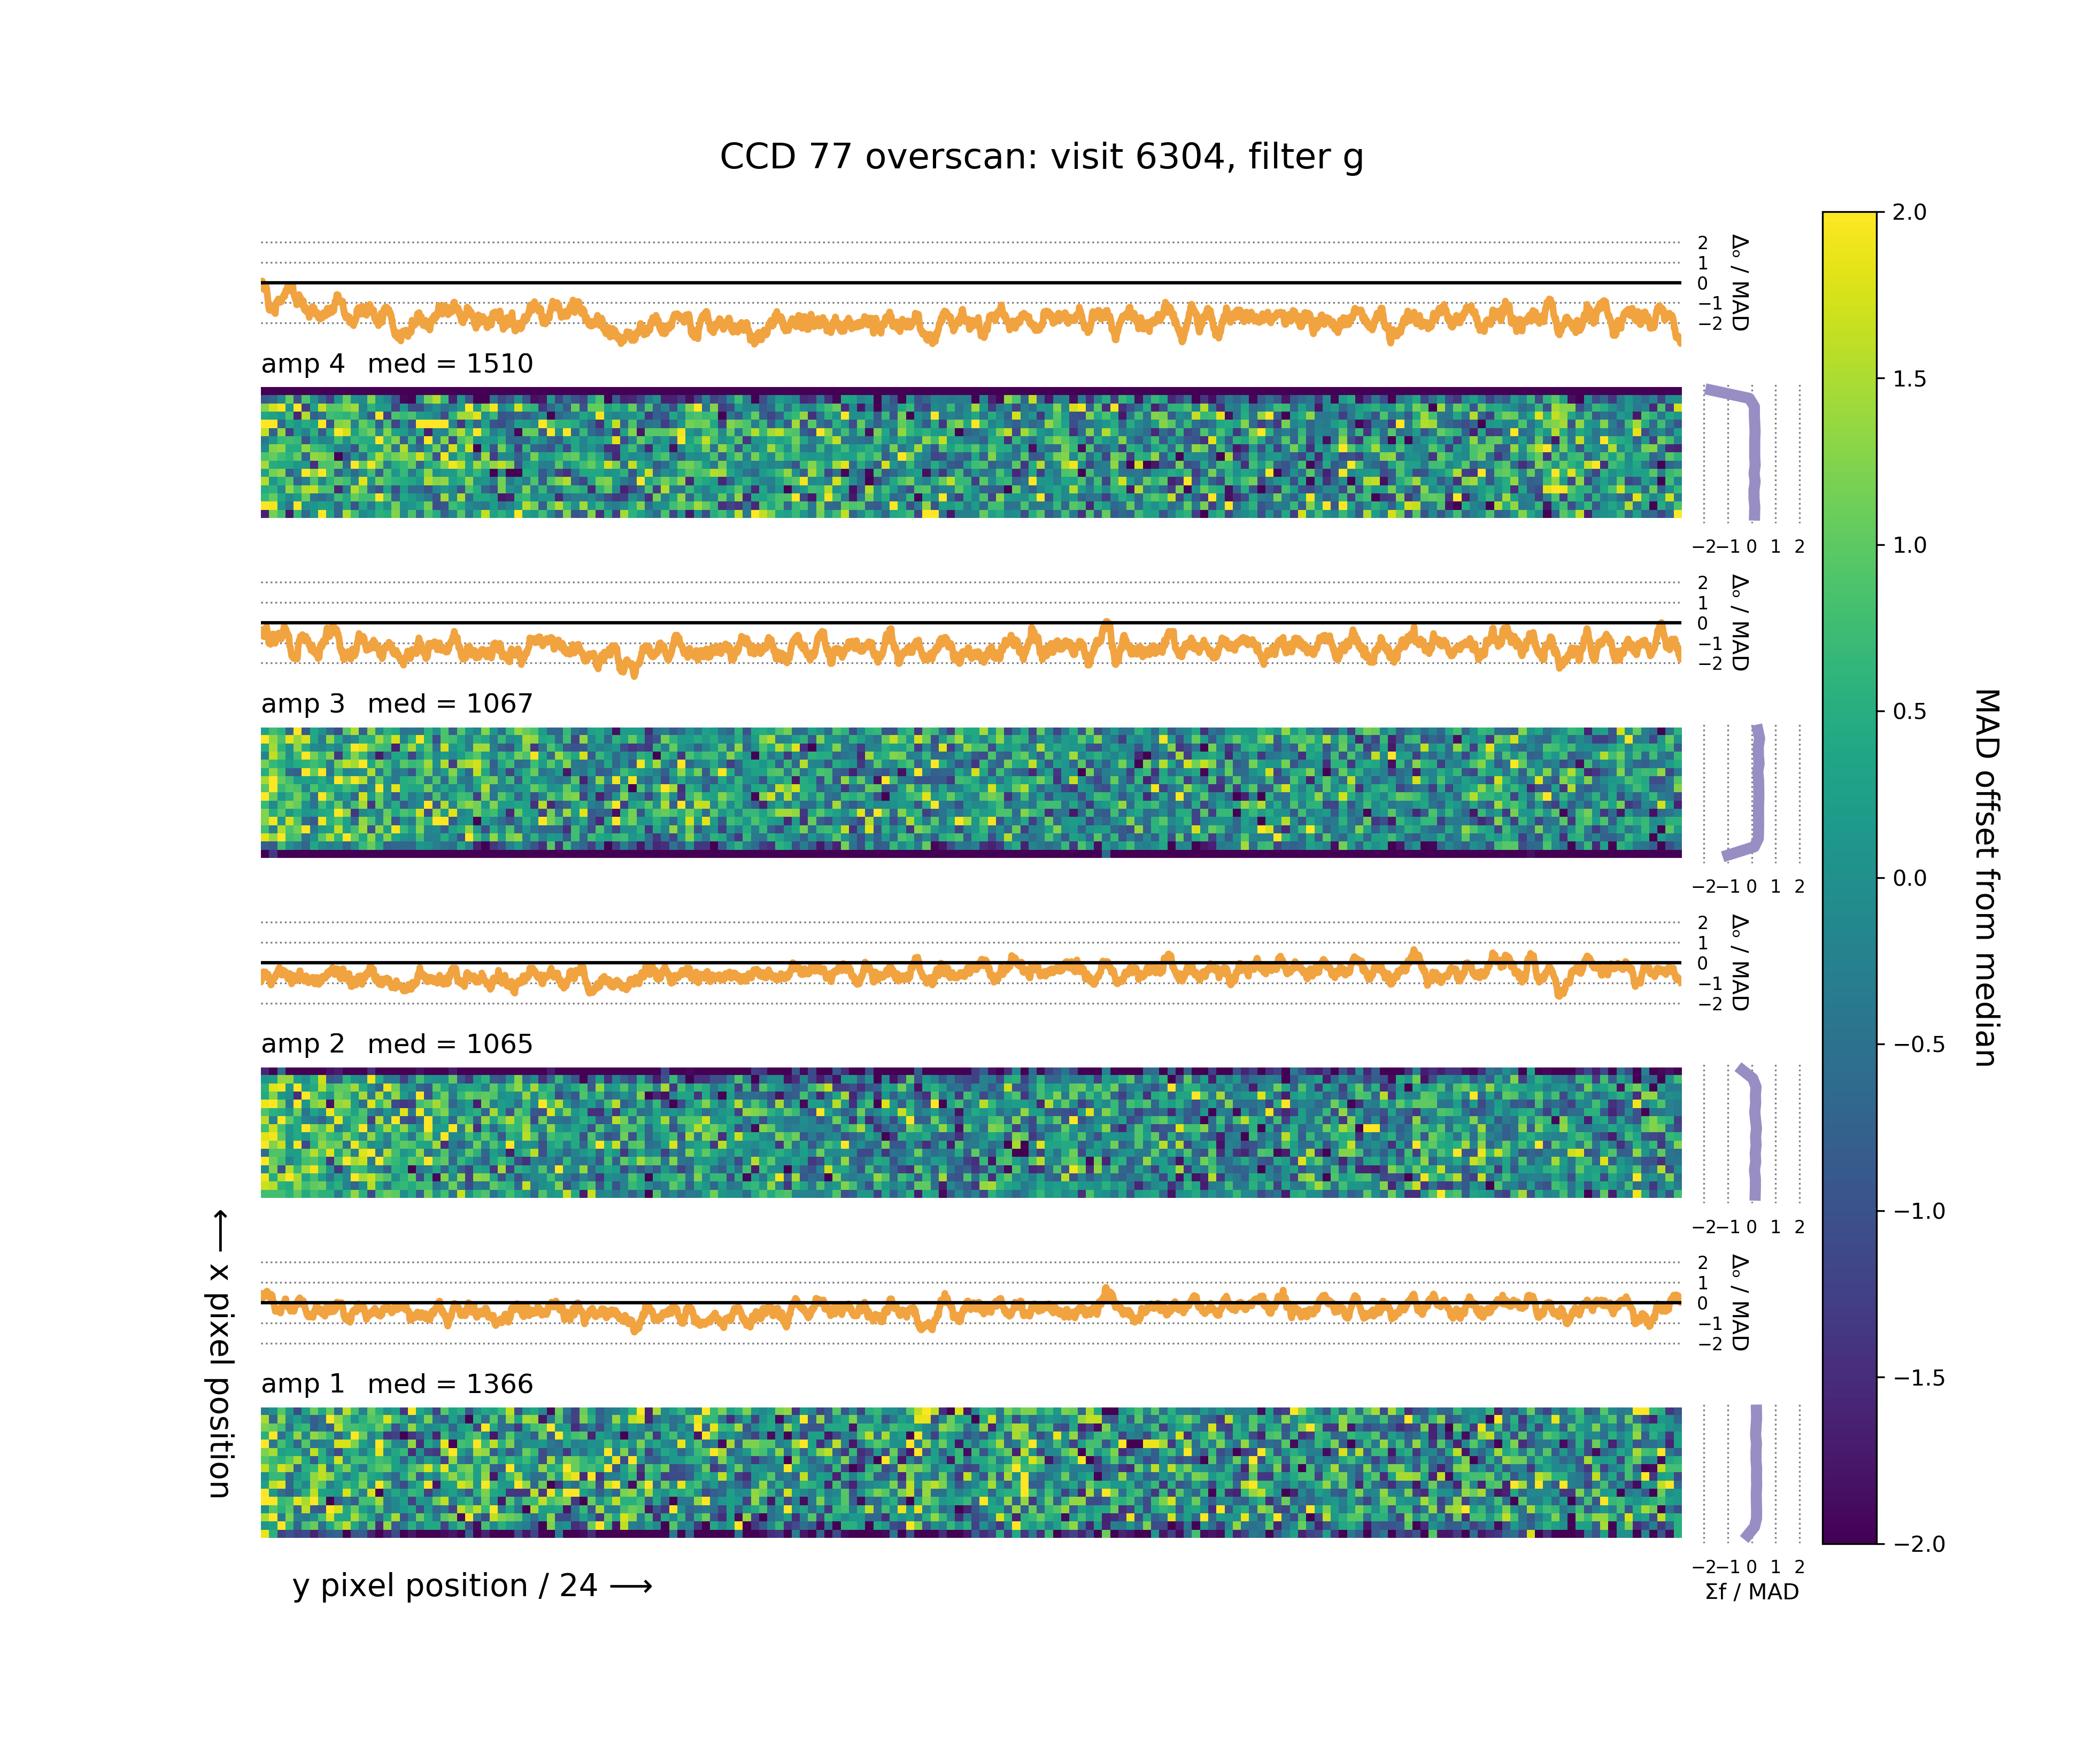 CCD 77 overscan: visit 6304, filter g
2
1
0
−1
−2
Δₒ / MAD
amp 4 med = 1510
−2 −1 0 1 2
2
1
0
−1
−2
Δₒ / MAD
amp 3 med = 1067
−2 −1 0 1 2
2
1
0
−1
−2
Δₒ / MAD
amp 2 med = 1065
−2 −1 0 1 2
2
1
0
−1
−2
Δₒ / MAD
amp 1 med = 1366
−2 −1 0 1 2
Σf / MAD
y pixel position / 24 ⟶
⟵ x pixel position
2.0
1.5
1.0
0.5
0.0
−0.5
−1.0
−1.5
−2.0
MAD offset from median